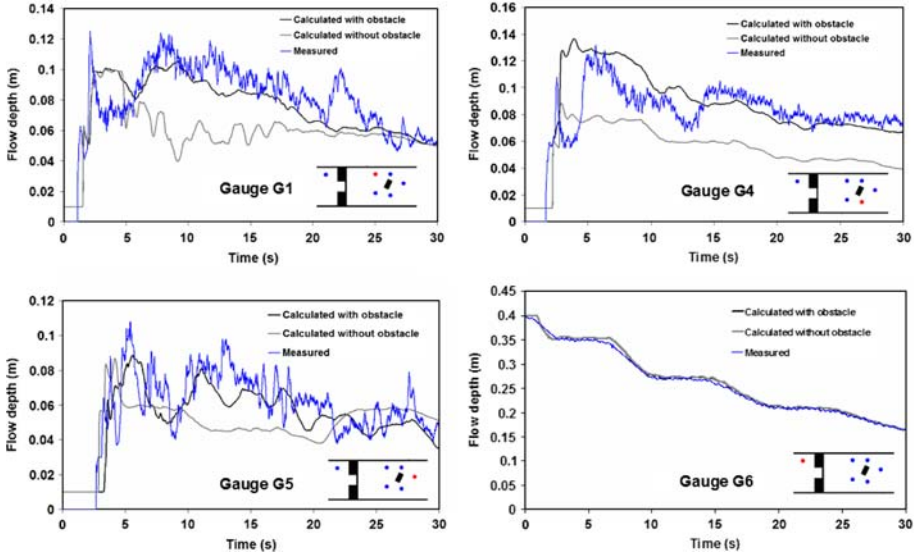 0.14
0.12
0.1
0.08
0.06
0.04
0.02
0
Flow depth (m)
Calculated with obstacle
Calculated without obstacle
Measured
Gauge G1
0 5 10 15 20 25 30
Time (s)
0.16
0.14
0.12
0.1
0.08
0.06
0.04
0.02
0
Flow depth (m)
Calculated with obstacle
Calculated without obstacle
Measured
Gauge G4
0 5 10 15 20 25 30
Time (s)
0.12
0.1
0.08
0.06
0.04
0.02
0
Flow depth (m)
Calculated with obstacle
Calculated without obstacle
Measured
Gauge G5
0 5 10 15 20 25 30
Time (s)
0.45
0.4
0.35
0.3
0.25
0.2
0.15
0.1
0.05
0
Flow depth (m)
Calculated with obstacle
Calculated without obstacle
Measured
Gauge G6
0 5 10 15 20 25 30
Time (s)